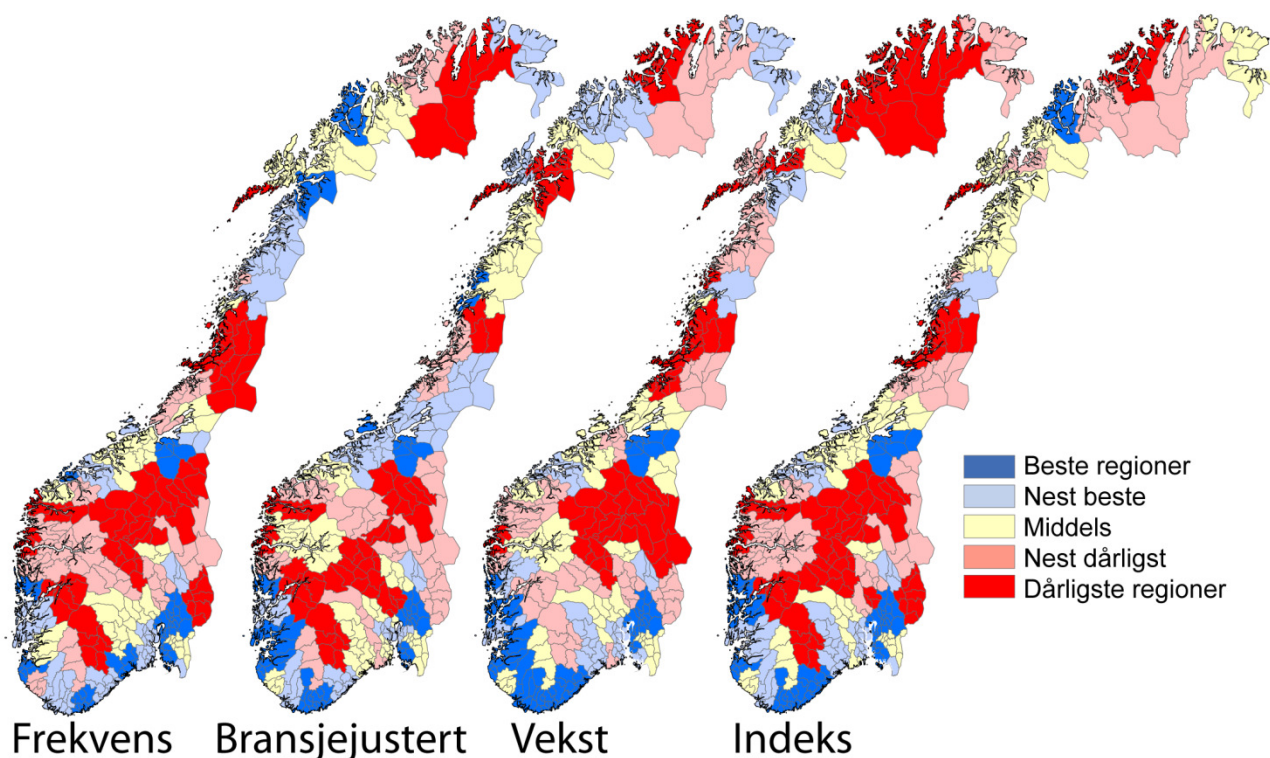 Beste regioner
Nest beste
Middels
Nest dårligst
Dårligste regioner
Frekvens Bransjejustert Vekst Indeks